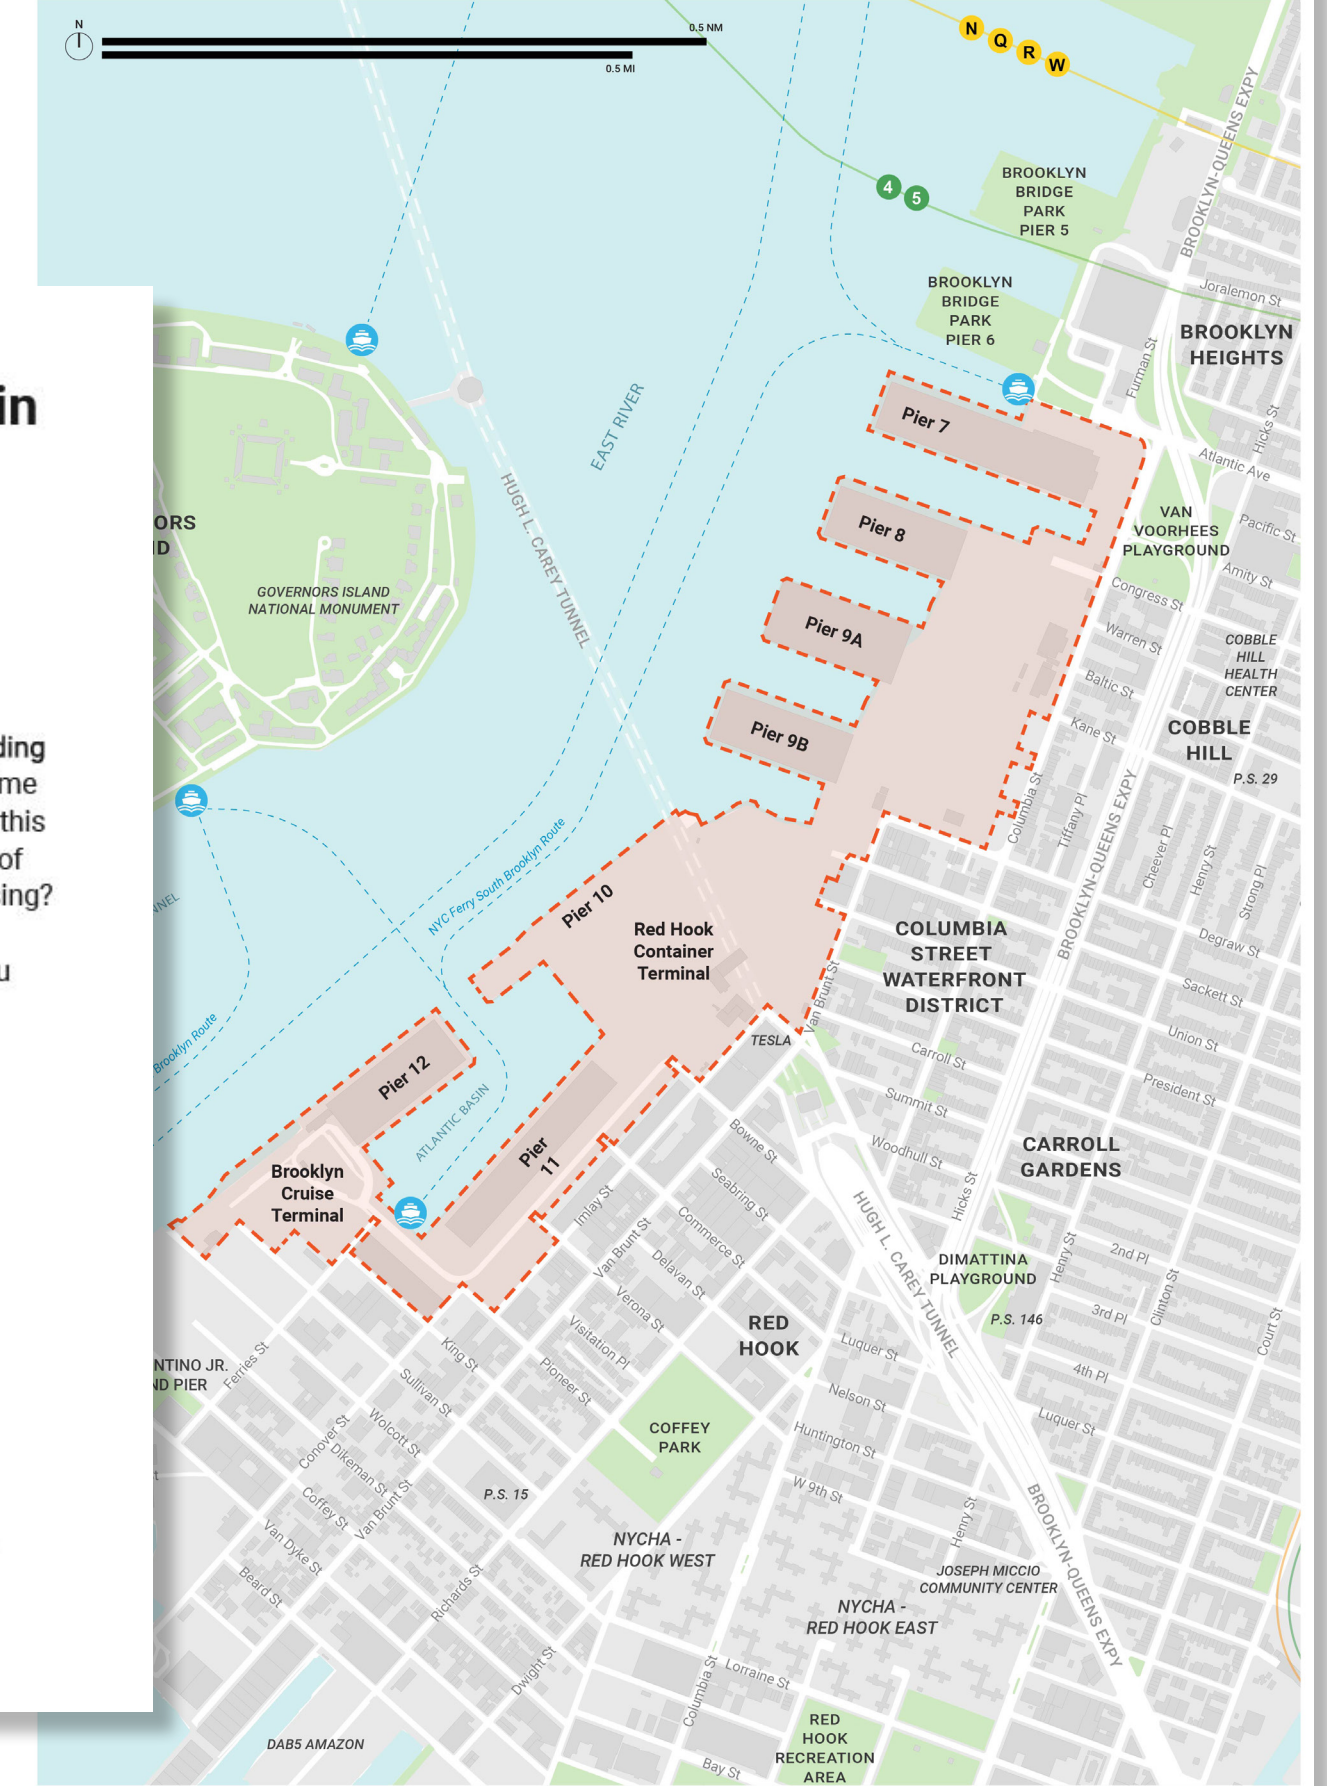 N
0.5 NM
0.5 MI
N
Q
R
W
4
5
BROOKLYN-QUEENS EXPY
BROOKLYN
BRIDGE
PARK
PIER 5
BROOKLYN
BRIDGE
PARK
PIER 6
Joralemon St
BROOKLYN
HEIGHTS
Furman St
Hicks St
Atlantic Ave
in
EAST RIVER
HUGH L. CAREY TUNNEL
Pier 7
Pier 8
Pier 9A
Pier 9B
VAN
VOORHEES
PLAYGROUND
Pacific St
Amity St
Congress St
Warren St
Baltic St
Kane St
COBBLE
HILL
HEALTH
CENTER
COBBLE
HILL
P.S. 29
ORS
ID
GOVERNORS ISLAND
NATIONAL MONUMENT
ding
me
this
of
sing?
u
Columbia St
Tiffany Pl
BROOKLYN-QUEENS EXPY
Cheever Pl
Henry St
Strong Pl
NNEL
NYC Ferry South Brooklyn Route
Brooklyn Route
Pier 10
Red Hook
Container
Terminal
COLUMBIA
STREET
WATERFRONT
DISTRICT
Degraw St
Sackett St
Union St
President St
Van Brunt St
TESLA
Carroll St
Summit St
Woodhull St
Pier 12
ATLANTIC BASIN
Pier
11
Brooklyn
Cruise
Terminal
Bowne St
Seabring St
Commerce St
Imlay St
Van Brunt St
Delavan St
Verona St
Visitation Pl
Pioneer St
CARROLL
GARDENS
Hicks St
HUGH L. CAREY TUNNEL
DIMATTINA
PLAYGROUND
P.S. 146
Henry St
2nd Pl
3rd Pl
4th Pl
Clinton St
Court St
RED
HOOK
Luquer St
Nelson St
Huntington St
W 9th St
Luquer St
NTINO JR.
ND PIER
Ferries St
King St
Sullivan St
Wolcott St
Conover St
Dikeman St
Coffey St
Van Brunt St
Van Dyke St
Beard St
t
COFFEY
PARK
P.S. 15
Richards St
NYCHA -
RED HOOK WEST
Henry St
BROOKLYN-QUEENS EXPY
JOSEPH MICCIO
COMMUNITY CENTER
NYCHA -
RED HOOK EAST
Dwight St
Columbia St
Lorraine St
Bay St
DAB5 AMAZON
RED
HOOK
RECREATION
AREA